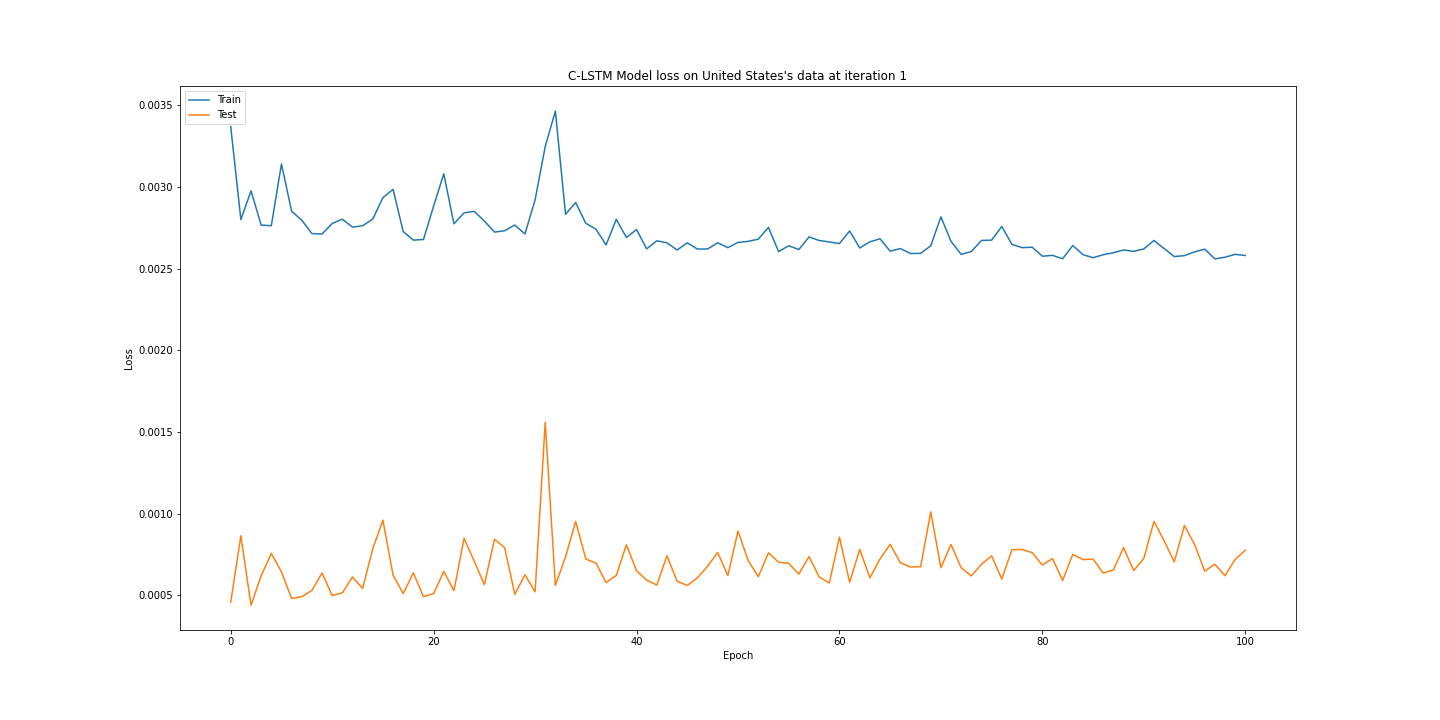 C-LSTM Model loss on United States's data at iteration 1
Train
Test
0.0035
0.0030
0.0025
0.0020
0.0015
0.0010
0.0005
Loss
0 20 40 60 80 100
Epoch